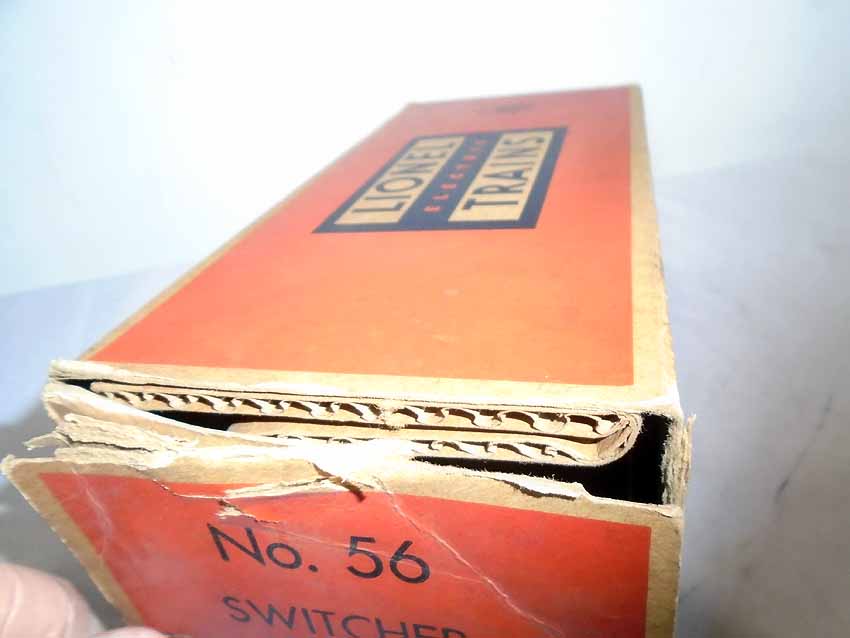 LIONEL
ELECTRIC
TRAINS
No. 56
SWITCHER